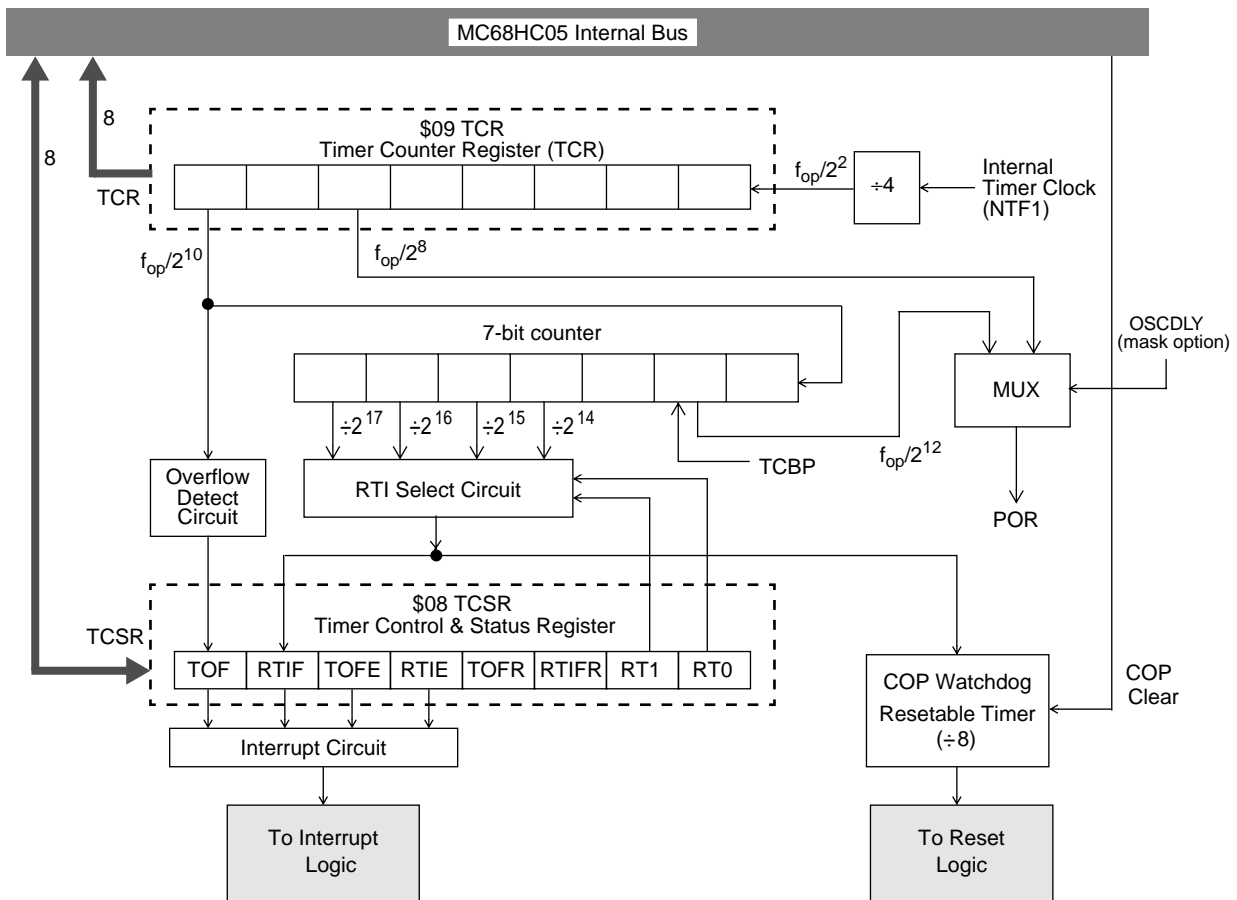 MC68HC05 Internal Bus
8
8
$09 TCR
Timer Counter Register (TCR)
TCR
f_op/2^2
÷4
Internal
Timer Clock
(NTF1)
f_op/2^10
f_op/2^8
7-bit counter
OSCDLY
(mask option)
MUX
÷2^17
÷2^16
÷2^15
÷2^14
TCBP
f_op/2^12
Overflow
Detect
Circuit
RTI Select Circuit
POR
$08 TCSR
Timer Control & Status Register
TCSR
TOF RTIF TOFE RTIE TOFR RTIFR RT1 RT0
COP Watchdog
Resetable Timer
(÷8)
COP
Clear
Interrupt Circuit
To Interrupt
Logic
To Reset
Logic